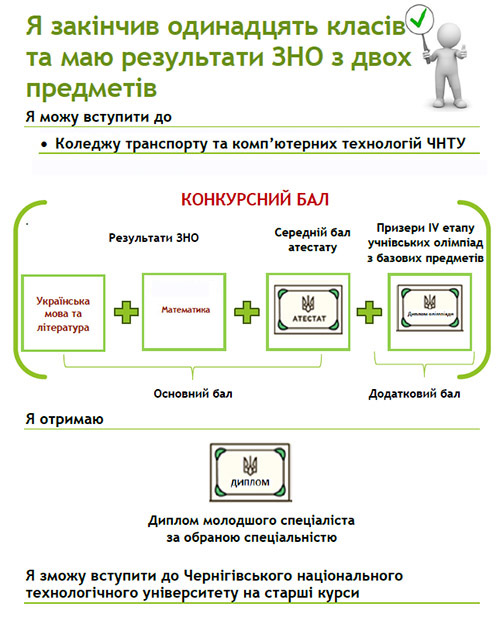 Я закінчив одинадцять класів
та маю результати ЗНО з двох
предметів
Я можу вступити до
• Коледжу транспорту та комп’ютерних технологій ЧНТУ
КОНКУРСНИЙ БАЛ
Результати ЗНО
Середній бал
атестату
Призери IV етапу
учнівських олімпіад
з базових предметів
Українська
мова та
література
Математика
АТЕСТАТ
Диплом олімпіади
Основний бал
Додатковий бал
Я отримаю
ДИПЛОМ
Диплом молодшого спеціаліста
за обраною спеціальністю
Я зможу вступити до Чернігівського національного
технологічного університету на старші курси